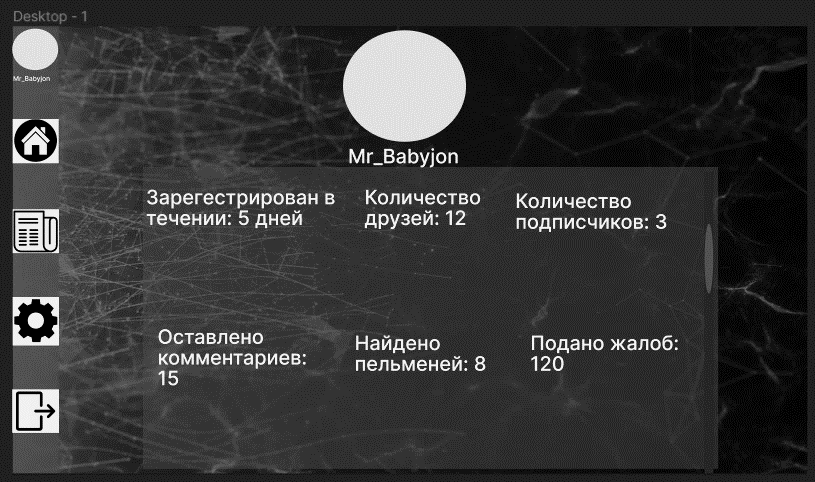 Desktop - 1
Mr_Babyjon
Mr_Babyjon
Зарегестрирован в
течении: 5 дней
Количество
друзей: 12
Количество
подписчиков: 3
Оставлено
комментариев:
15
Найдено
пельменей: 8
Подано жалоб:
120